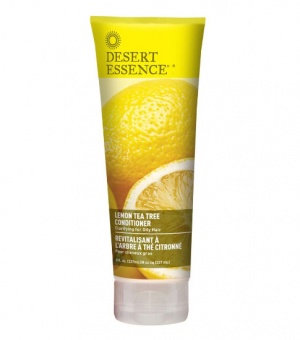 DESERT
ESSENCE®
LEMON TEA TREE
CONDITIONER
Clarifying for Oily Hair
REVITALISANT À
L'ARBRE À THÉ CITRONNÉ
Pour cheveux gras